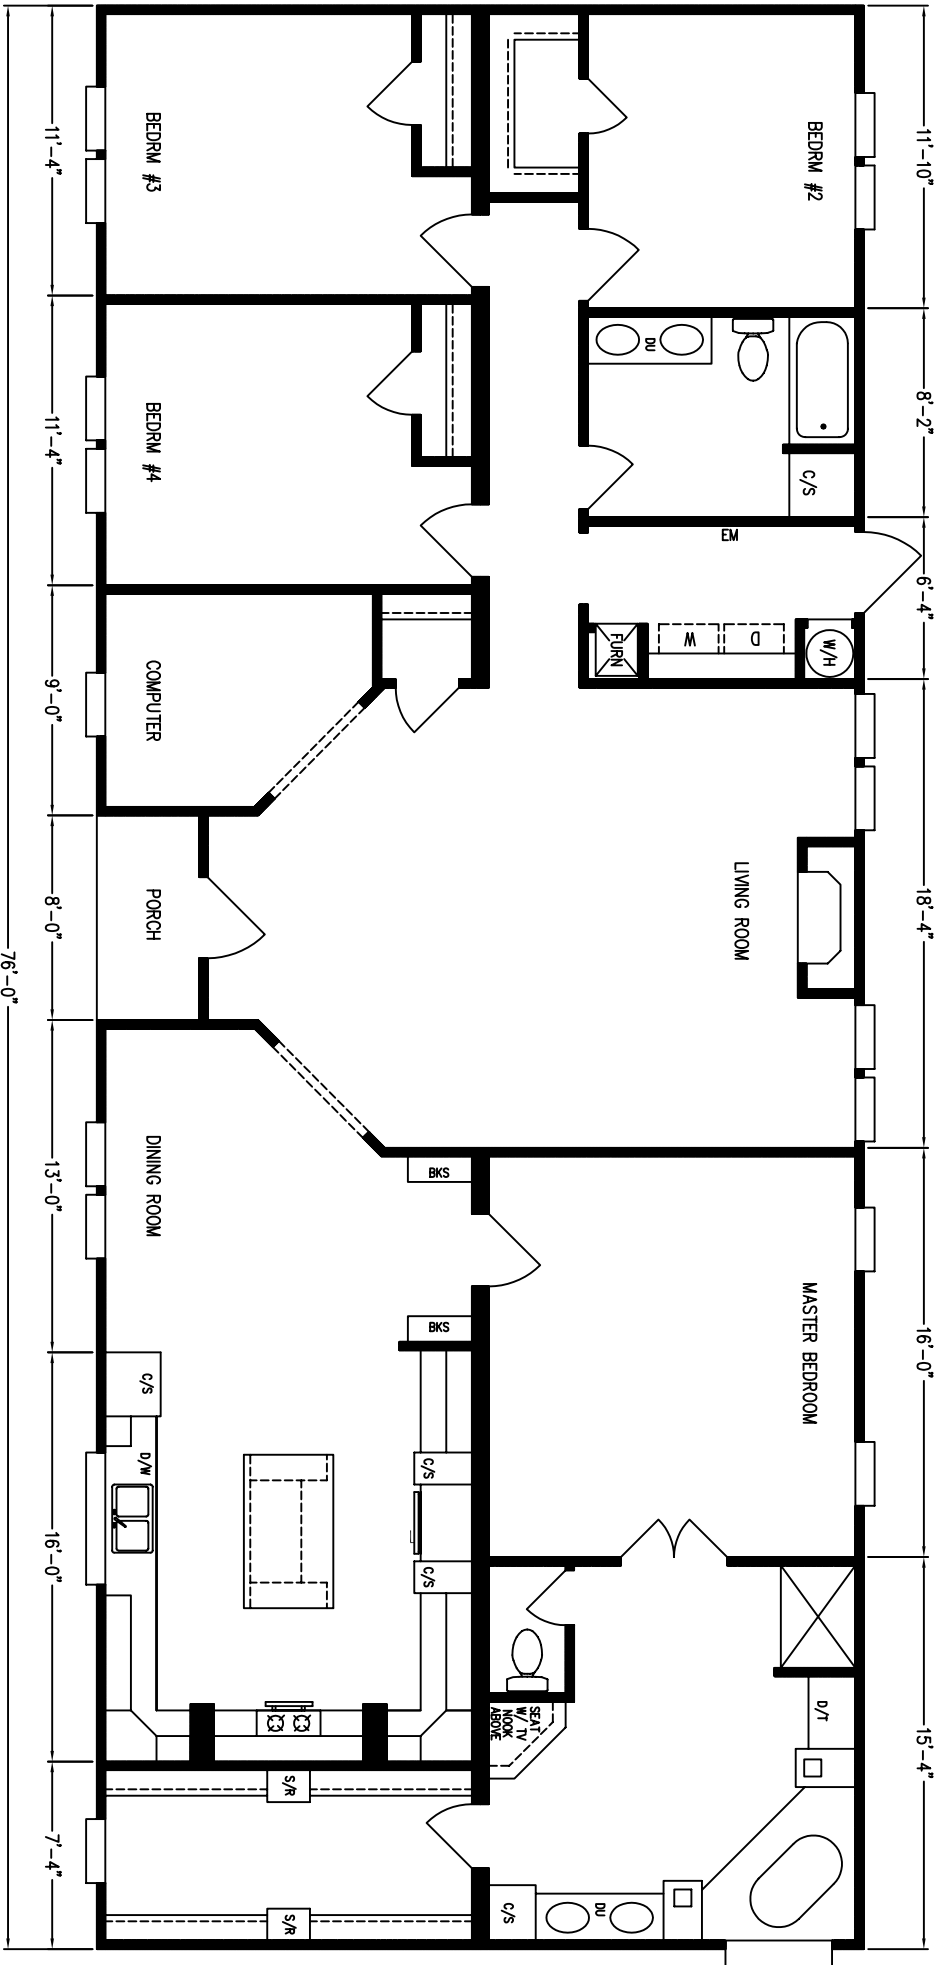 11'-10"
8'-2"
6'-4"
18'-4"
16'-0"
15'-4"
BEDRM #2
DU
C/S
EM
FURN
W
D
W/H
LIVING ROOM
MASTER BEDROOM
D/T
SEAT
W/ TV
NOOK
ABOVE
DU
C/S
BEDRM #3
BEDRM #4
COMPUTER
PORCH
DINING ROOM
BKS
BKS
C/S
D/W
C/S
C/S
S/R
S/R
11'-4"
11'-4"
9'-0"
8'-0"
13'-0"
16'-0"
7'-4"
76'-0"